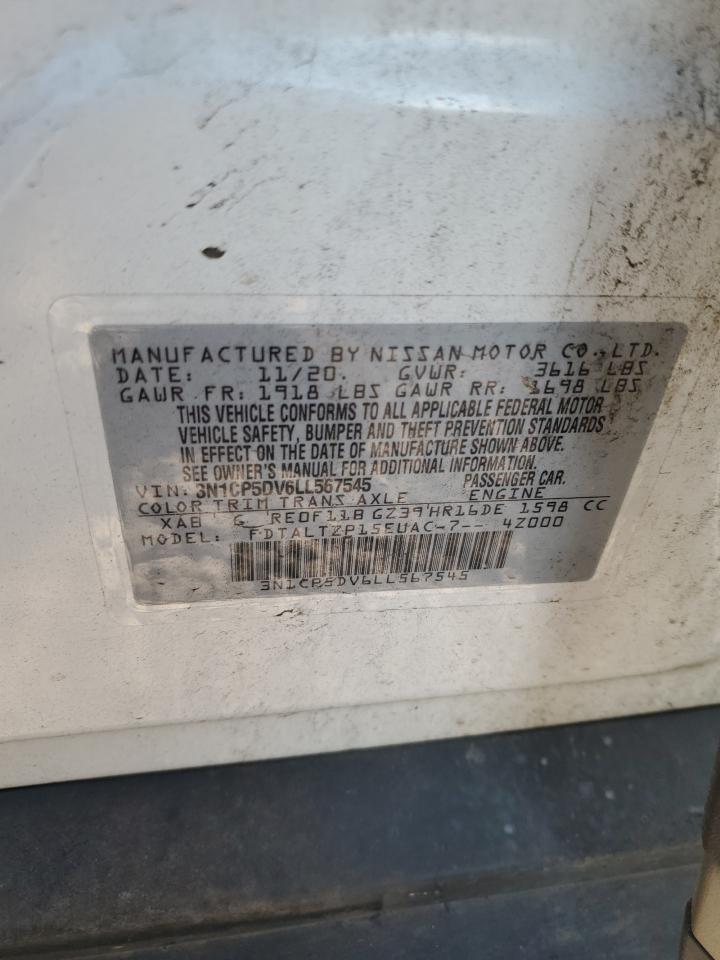 MANUFACTURED BY NISSAN MOTOR CO., LTD.
DATE: 11/20. GVWR: 3616 LBS
GAWR FR: 1918 LBS GAWR RR: 1698 LBS
THIS VEHICLE CONFORMS TO ALL APPLICABLE FEDERAL MOTOR
VEHICLE SAFETY, BUMPER AND THEFT PREVENTION STANDARDS
IN EFFECT ON THE DATE OF MANUFACTURE SHOWN ABOVE.
SEE OWNER'S MANUAL FOR ADDITIONAL INFORMATION.
VIN: 3N1CP5DV6LL567545 PASSENGER CAR.
COLOR TRIM TRANS AXLE ENGINE
XAB G RE0F11B GZ39 HR16DE 1598 CC
MODEL: FDTALTZP15EUAC-7-- 4Z000
3N1CP5DV6LL567545